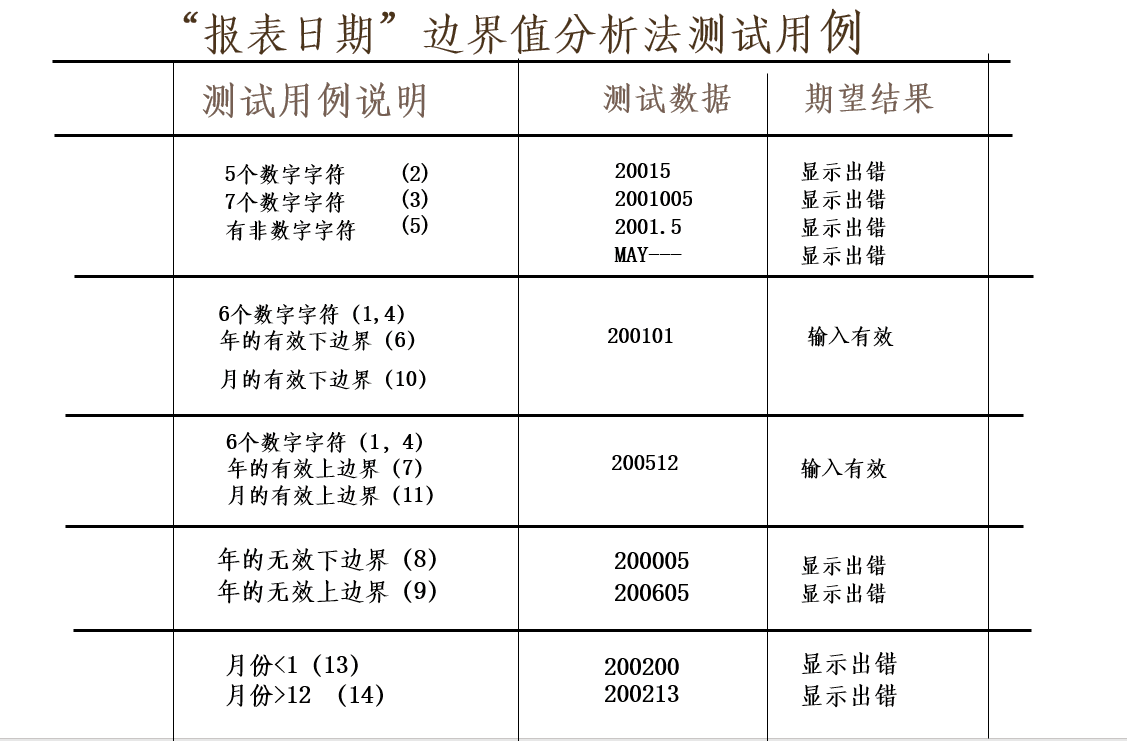 “报表日期”边界值分析法测试用例
测试用例说明 测试数据 期望结果
5个数字字符 (2) 20015 显示出错
7个数字字符 (3) 2001005 显示出错
有非数字字符 (5) 2001.5 显示出错
MAY--- 显示出错
6个数字字符 (1,4)
年的有效下边界 (6) 200101 输入有效
月的有效下边界 (10)
6个数字字符 (1, 4)
年的有效上边界 (7) 200512 输入有效
月的有效上边界 (11)
年的无效下边界 (8) 200005 显示出错
年的无效上边界 (9) 200605 显示出错
月份<1 (13) 200200 显示出错
月份>12 (14) 200213 显示出错